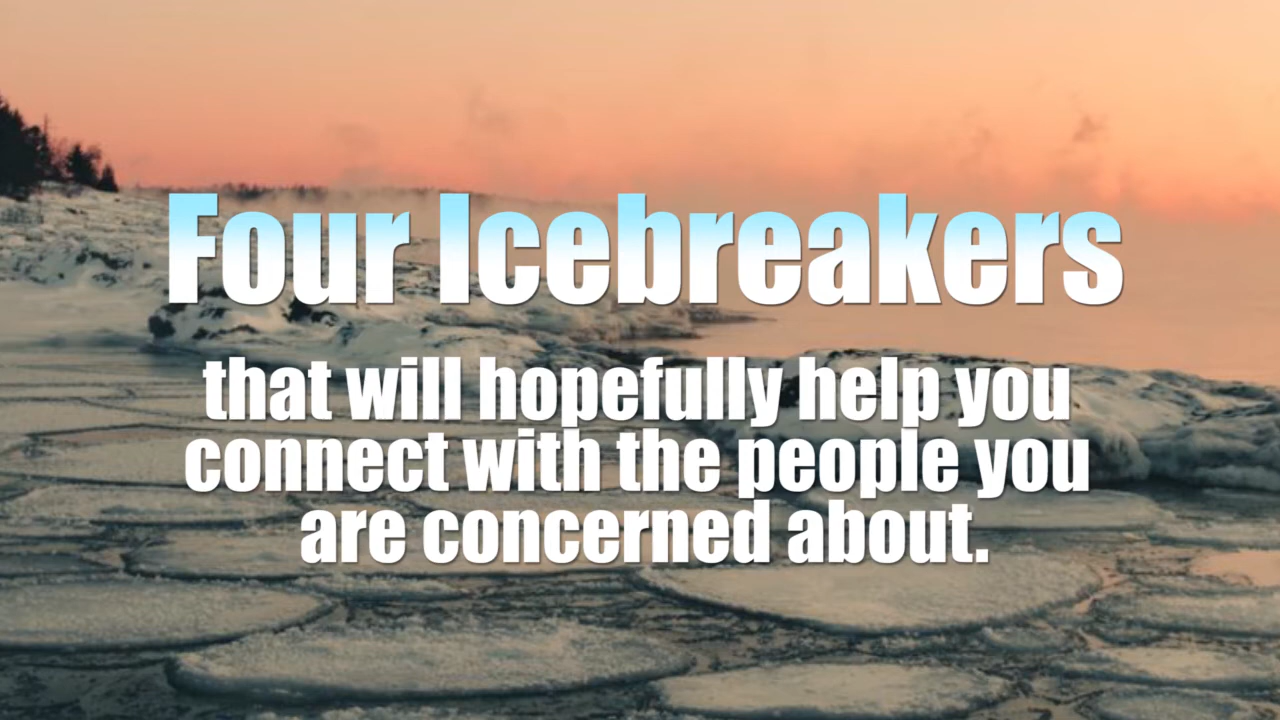 Four Icebreakers
that will hopefully help you
connect with the people you
are concerned about.